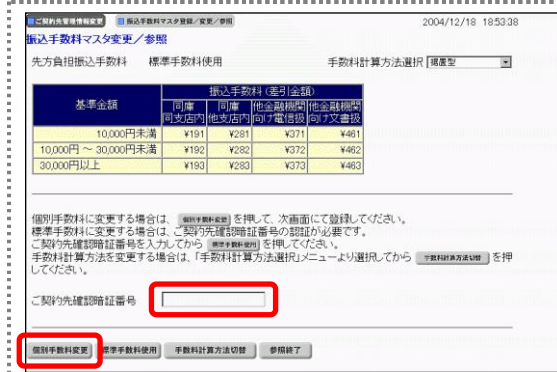 ご契約先管理情報変更 振込手数料マスタ登録／変更／参照 2004/12/18 18:53:38
振込手数料マスタ変更／参照
先方負担振込手数料 標準手数料使用 手数料計算方法選択 据置型
基準金額 振込手数料（差引金額）
同庫同支店内 同庫他支店内 他金融機関向け電信扱 他金融機関向け文書扱
10,000円未満 ¥191 ¥281 ¥371 ¥461
10,000円 ～ 30,000円未満 ¥192 ¥282 ¥372 ¥462
30,000円以上 ¥193 ¥283 ¥373 ¥463
個別手数料に変更する場合は、 個別手数料変更 を押して、次画面にて登録してください。
標準手数料に変更する場合は、ご契約先確認暗証番号の認証が必要です。
ご契約先確認暗証番号を入力してから 標準手数料使用 を押してください。
手数料計算方法を変更する場合は、「手数料計算方法選択」メニューより選択してから 手数料計算方法切替 を押
してください。
ご契約先確認暗証番号
個別手数料変更 標準手数料使用 手数料計算方法切替 参照終了